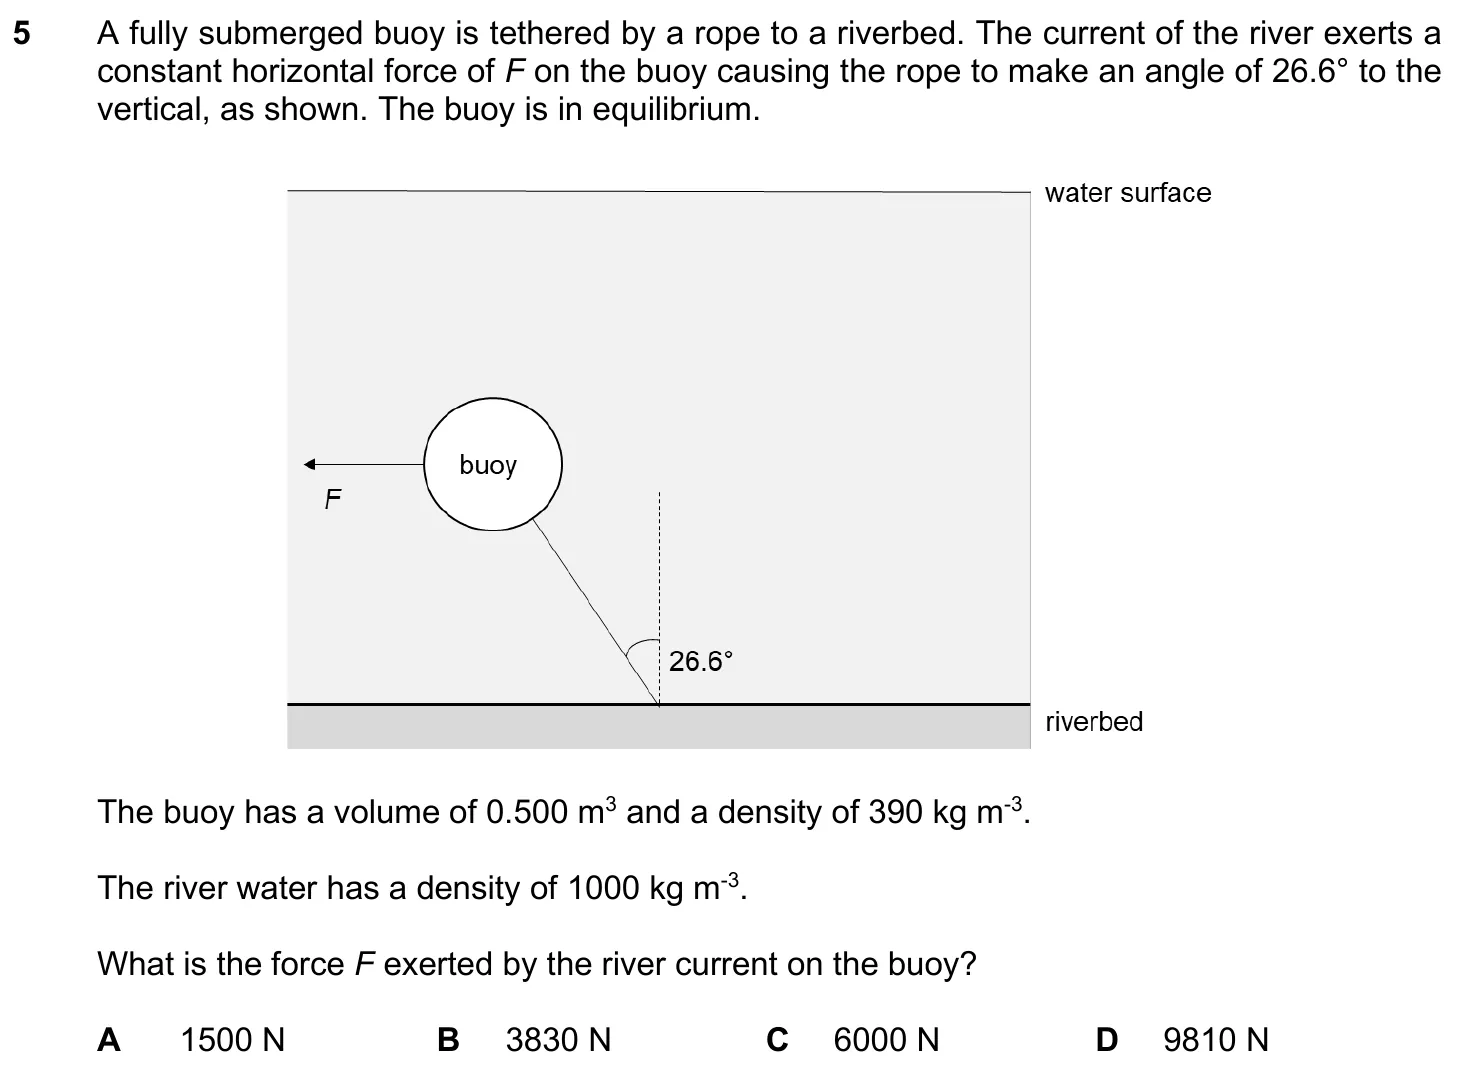 5 A fully submerged buoy is tethered by a rope to a riverbed. The current of the river exerts a
constant horizontal force of F on the buoy causing the rope to make an angle of 26.6° to the
vertical, as shown. The buoy is in equilibrium.
water surface
buoy
F
26.6°
riverbed
The buoy has a volume of 0.500 m³ and a density of 390 kg m⁻³.
The river water has a density of 1000 kg m⁻³.
What is the force F exerted by the river current on the buoy?
A 1500 N B 3830 N C 6000 N D 9810 N